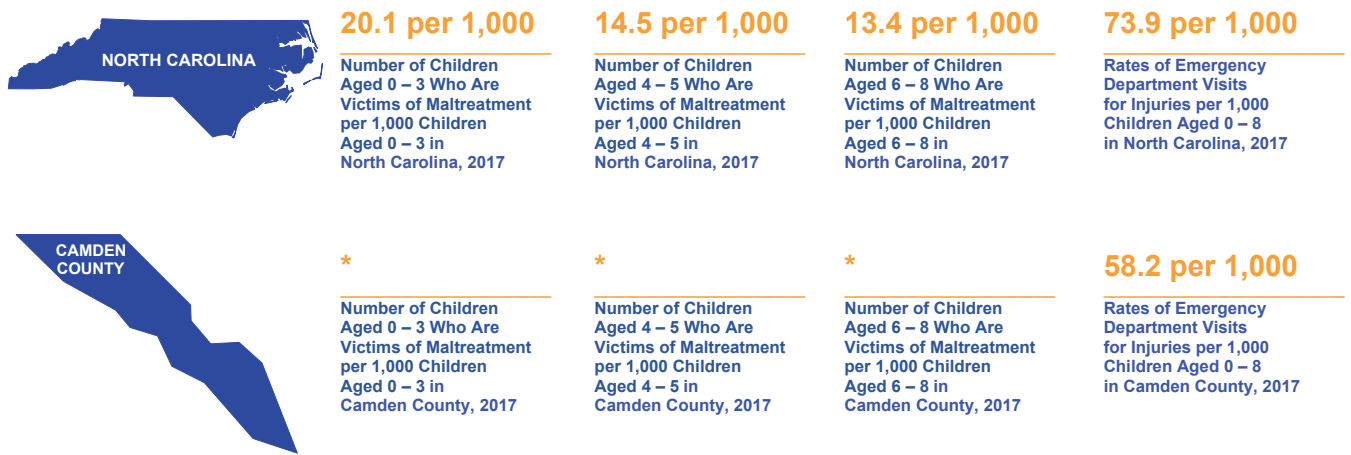 NORTH CAROLINA
20.1 per 1,000
Number of Children
Aged 0 – 3 Who Are
Victims of Maltreatment
per 1,000 Children
Aged 0 – 3 in
North Carolina, 2017
14.5 per 1,000
Number of Children
Aged 4 – 5 Who Are
Victims of Maltreatment
per 1,000 Children
Aged 4 – 5 in
North Carolina, 2017
13.4 per 1,000
Number of Children
Aged 6 – 8 Who Are
Victims of Maltreatment
per 1,000 Children
Aged 6 – 8 in
North Carolina, 2017
73.9 per 1,000
Rates of Emergency
Department Visits
for Injuries per 1,000
Children Aged 0 – 8
in North Carolina, 2017
CAMDEN
COUNTY
*
Number of Children
Aged 0 – 3 Who Are
Victims of Maltreatment
per 1,000 Children
Aged 0 – 3 in
Camden County, 2017
*
Number of Children
Aged 4 – 5 Who Are
Victims of Maltreatment
per 1,000 Children
Aged 4 – 5 in
Camden County, 2017
*
Number of Children
Aged 6 – 8 Who Are
Victims of Maltreatment
per 1,000 Children
Aged 6 – 8 in
Camden County, 2017
58.2 per 1,000
Rates of Emergency
Department Visits
for Injuries per 1,000
Children Aged 0 – 8
in Camden County, 2017